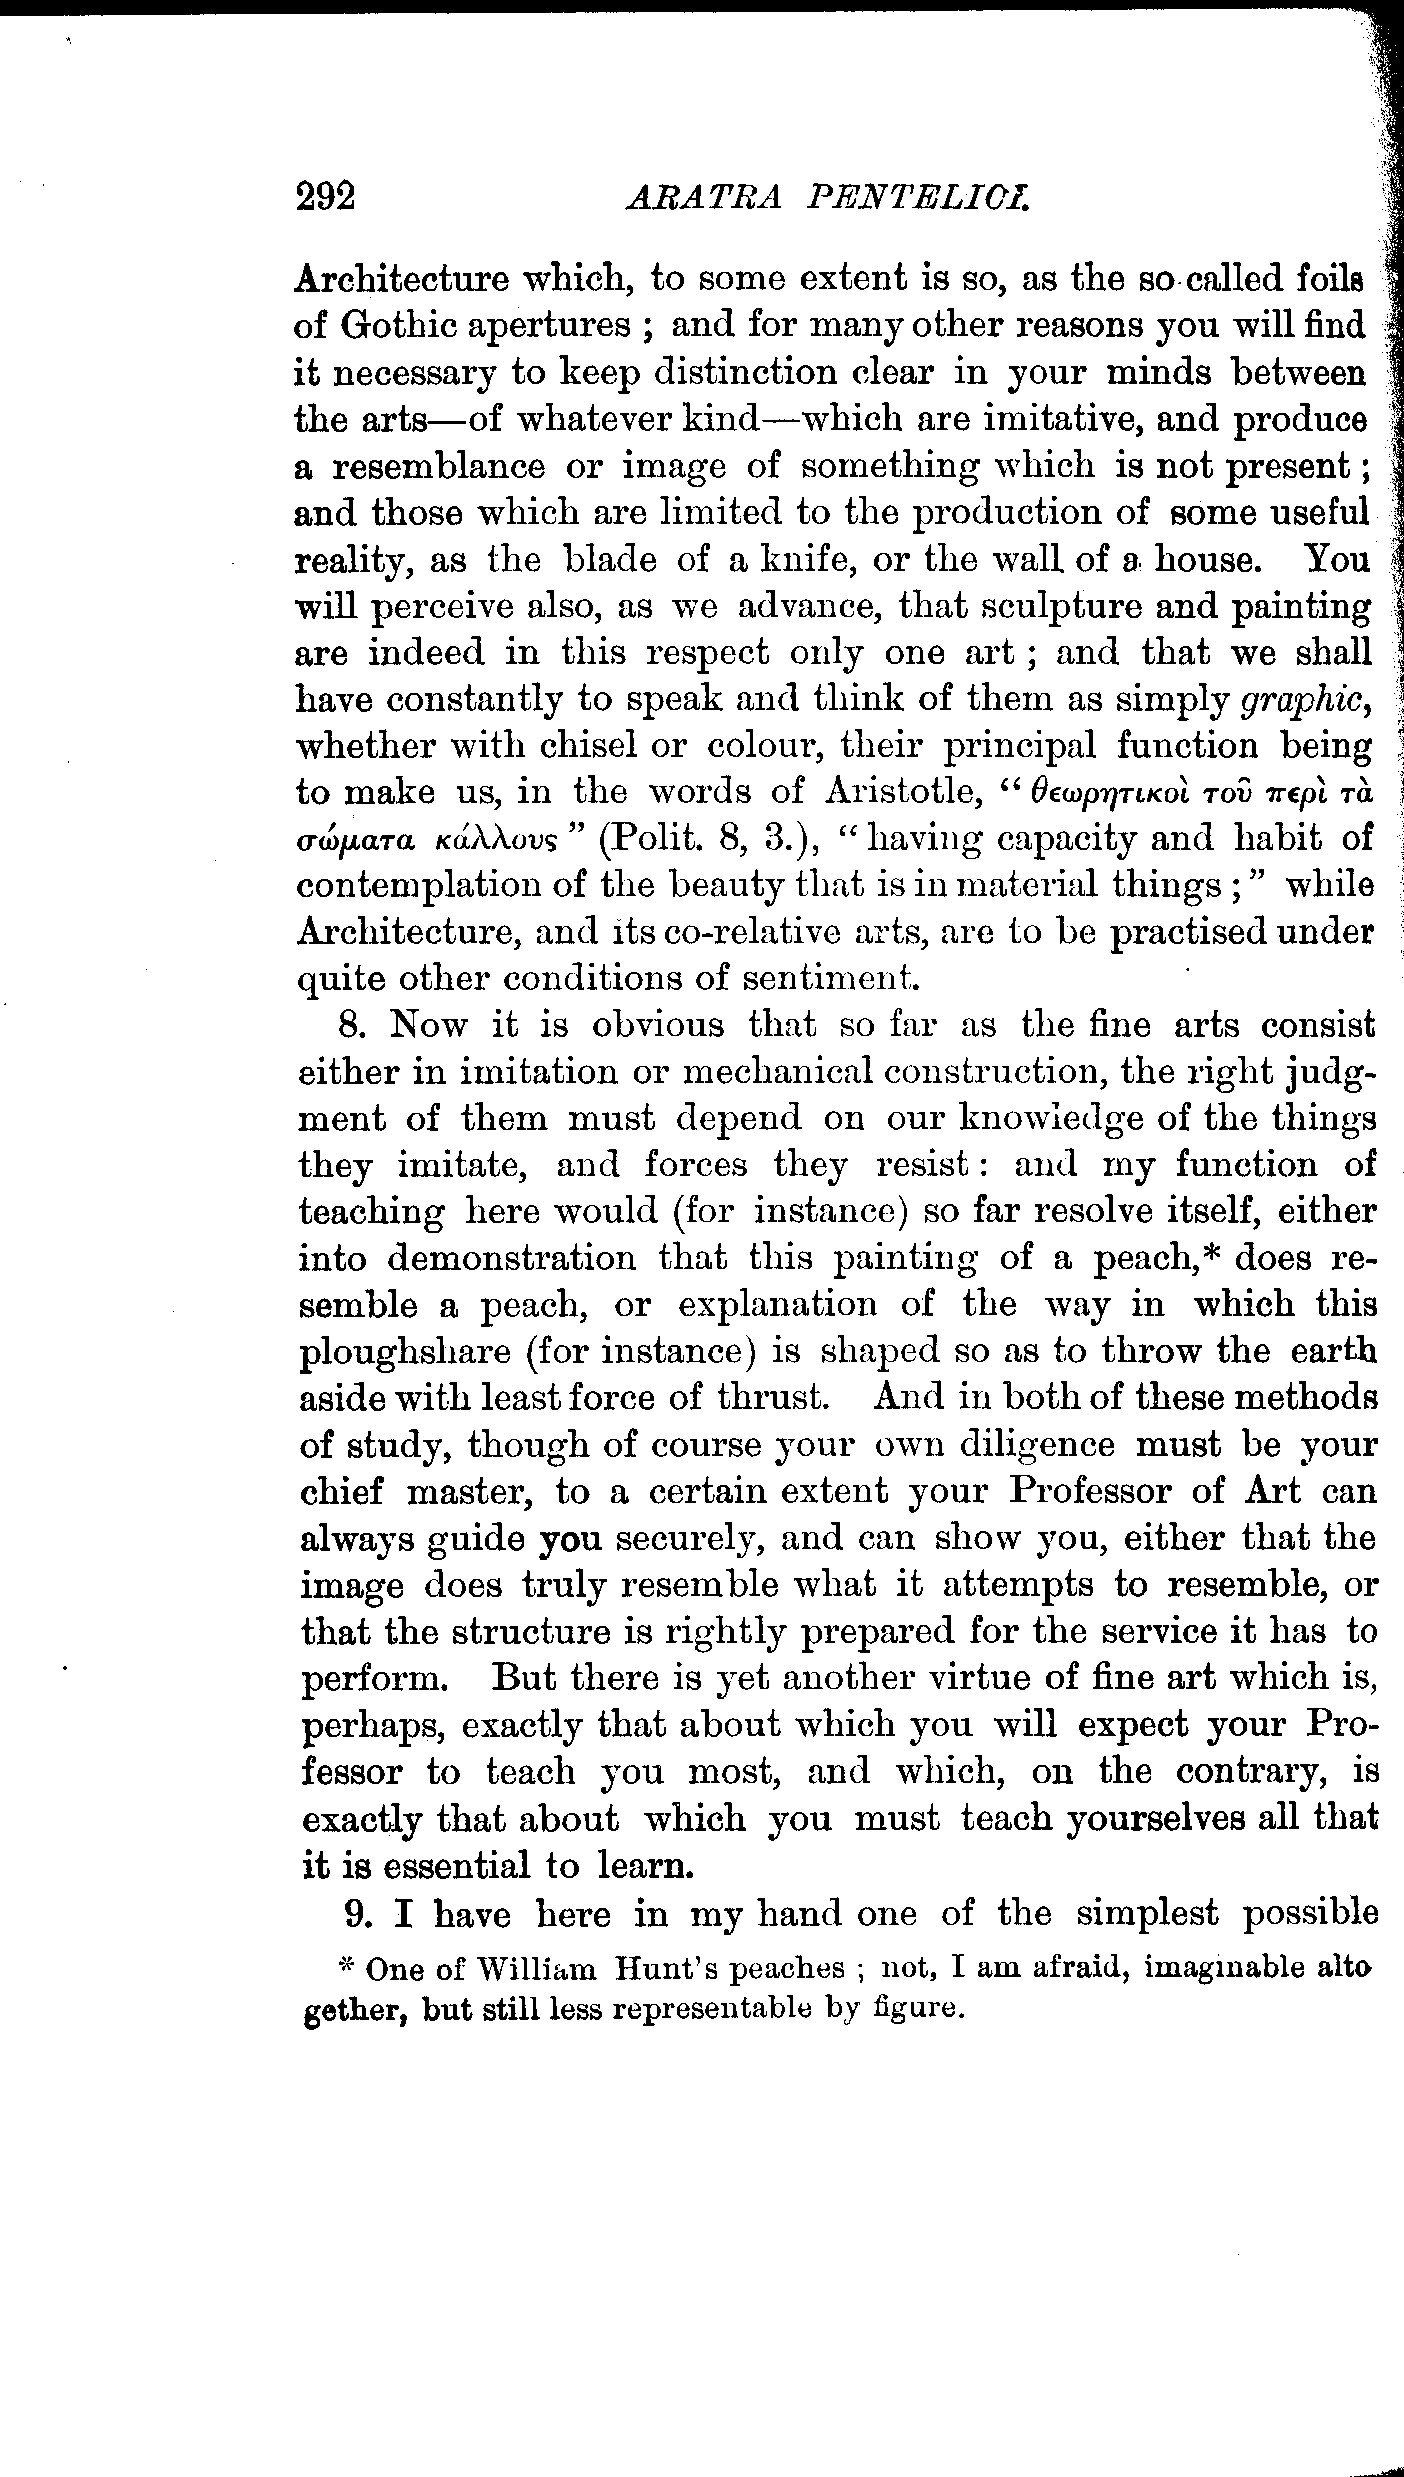 292 ARATRA PENTELICI.
Architecture which, to some extent is so, as the so-called foils
of Gothic apertures ; and for many other reasons you will find
it necessary to keep distinction clear in your minds between
the arts—of whatever kind—which are imitative, and produce
a resemblance or image of something which is not present ;
and those which are limited to the production of some useful
reality, as the blade of a knife, or the wall of a house. You
will perceive also, as we advance, that sculpture and painting
are indeed in this respect only one art ; and that we shall
have constantly to speak and think of them as simply graphic,
whether with chisel or colour, their principal function being
to make us, in the words of Aristotle, “ θεωρητικοὶ τοῦ περὶ τὰ
σώματα κάλλους ” (Polit. 8, 3.), “ having capacity and habit of
contemplation of the beauty that is in material things ; ” while
Architecture, and its co-relative arts, are to be practised under
quite other conditions of sentiment.
8. Now it is obvious that so far as the fine arts consist
either in imitation or mechanical construction, the right judg-
ment of them must depend on our knowledge of the things
they imitate, and forces they resist : and my function of
teaching here would (for instance) so far resolve itself, either
into demonstration that this painting of a peach,* does re-
semble a peach, or explanation of the way in which this
ploughshare (for instance) is shaped so as to throw the earth
aside with least force of thrust. And in both of these methods
of study, though of course your own diligence must be your
chief master, to a certain extent your Professor of Art can
always guide you securely, and can show you, either that the
image does truly resemble what it attempts to resemble, or
that the structure is rightly prepared for the service it has to
perform. But there is yet another virtue of fine art which is,
perhaps, exactly that about which you will expect your Pro-
fessor to teach you most, and which, on the contrary, is
exactly that about which you must teach yourselves all that
it is essential to learn.
9. I have here in my hand one of the simplest possible
* One of William Hunt's peaches ; not, I am afraid, imaginable alto
gether, but still less representable by figure.